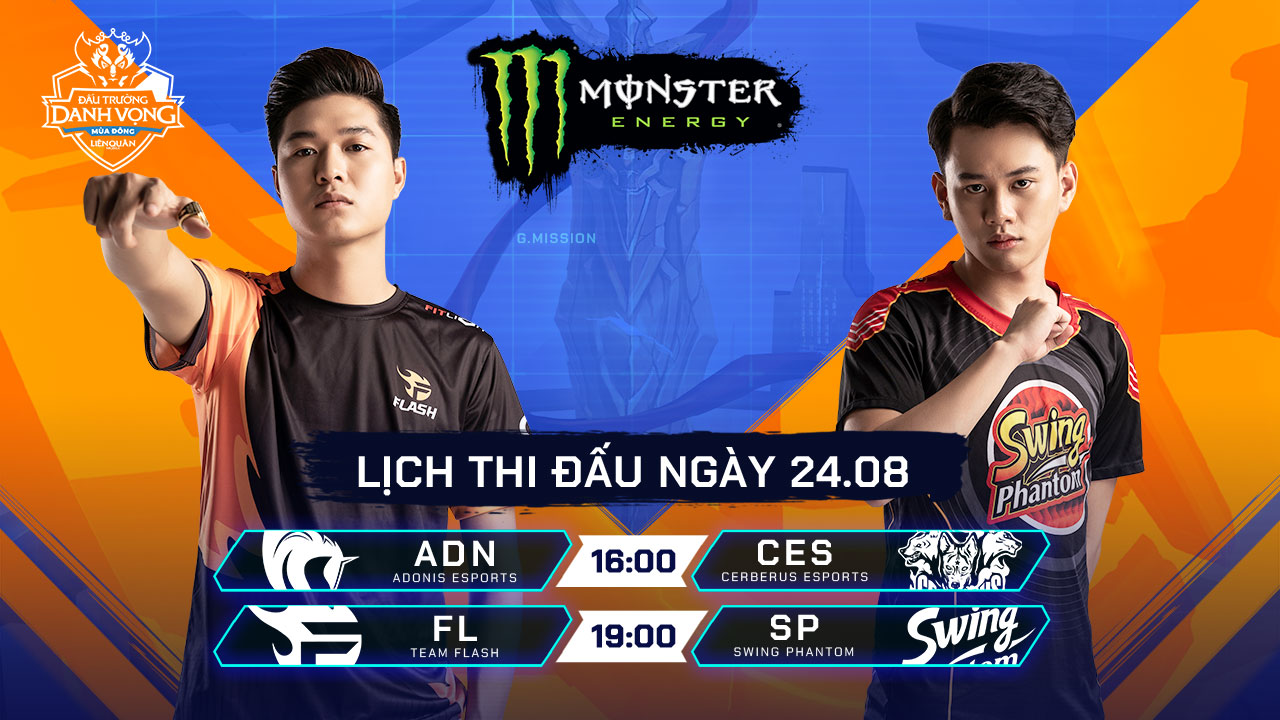 ĐẤU TRƯỜNG
DANH VỌNG
MÙA ĐÔNG
LIÊN QUÂN
MONSTER
ENERGY
G.MISSION
FLASH
Swing
Phantom
LỊCH THI ĐẤU NGÀY 24.08
ADN
ADONIS ESPORTS
16:00
CES
CERBERUS ESPORTS
FL
TEAM FLASH
19:00
SP
SWING PHANTOM
Swing